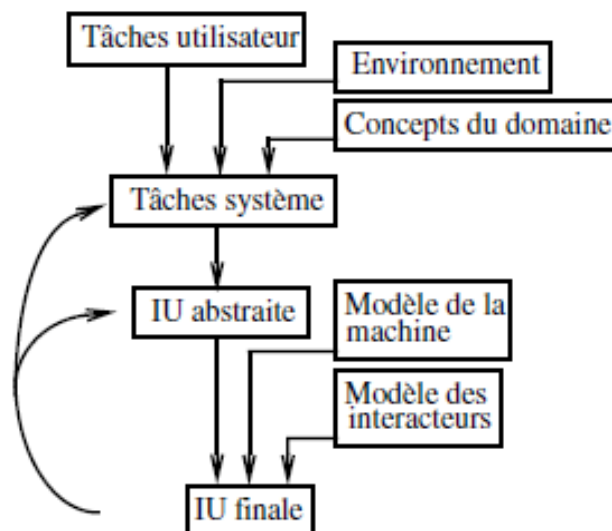 Tâches utilisateur
Environnement
Concepts du domaine
Tâches système
IU abstraite
Modèle de la
machine
Modèle des
interacteurs
IU finale